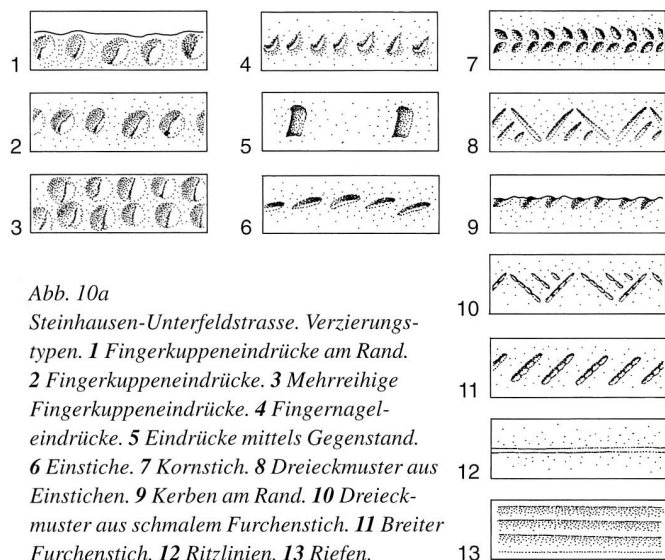 1
2
3
4
5
6
7
8
9
10
11
12
13
Abb. 10a
Steinhausen-Unterfeldstrasse. Verzierungs-
typen. 1 Fingerkuppeneindrücke am Rand.
2 Fingerkuppeneindrücke. 3 Mehrreihige
Fingerkuppeneindrücke. 4 Fingernagel-
eindrücke. 5 Eindrücke mittels Gegenstand.
6 Einstiche. 7 Kornstich. 8 Dreieckmuster aus
Einstichen. 9 Kerben am Rand. 10 Dreieck-
muster aus schmalem Furchenstich. 11 Breiter
Furchenstich. 12 Ritzlinien. 13 Riefen.